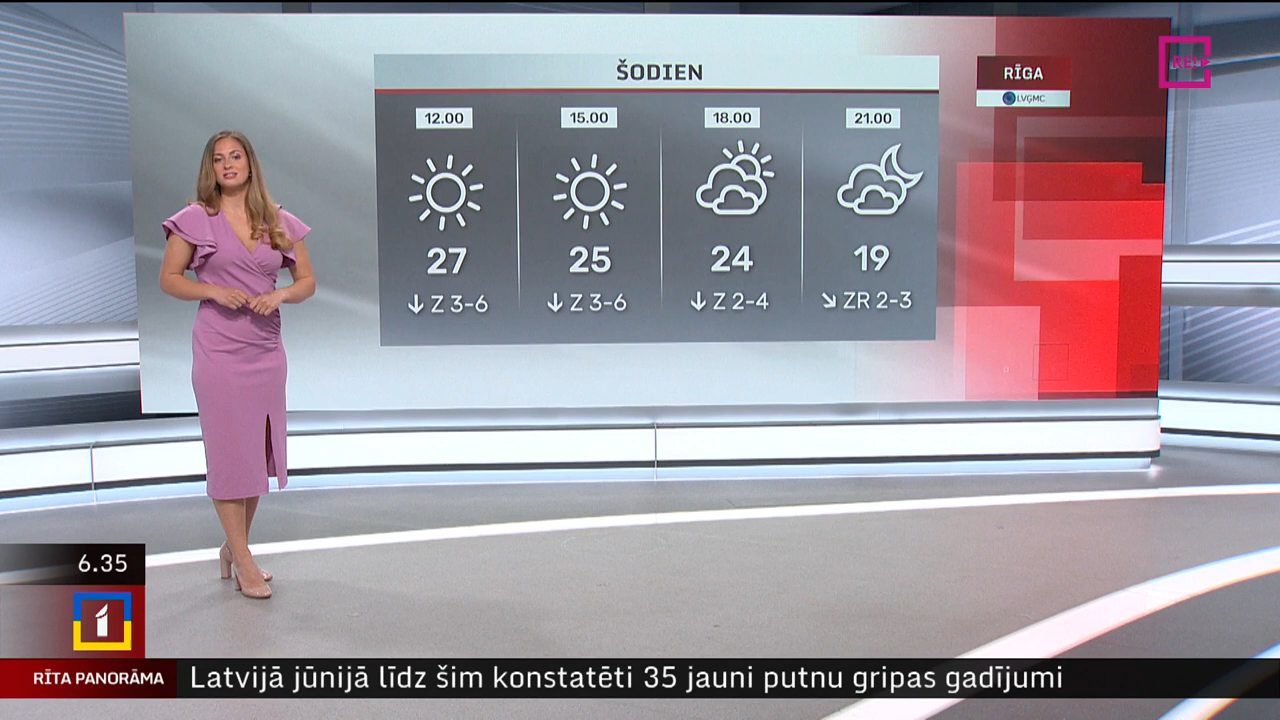 ŠODIEN
RĪGA
LVĢMC
RE!
12.00
15.00
18.00
21.00
27
25
24
19
Z 3-6
Z 3-6
Z 2-4
ZR 2-3
6.35
1
RĪTA PANORĀMA
Latvijā jūnijā līdz šim konstatēti 35 jauni putnu gripas gadījumi